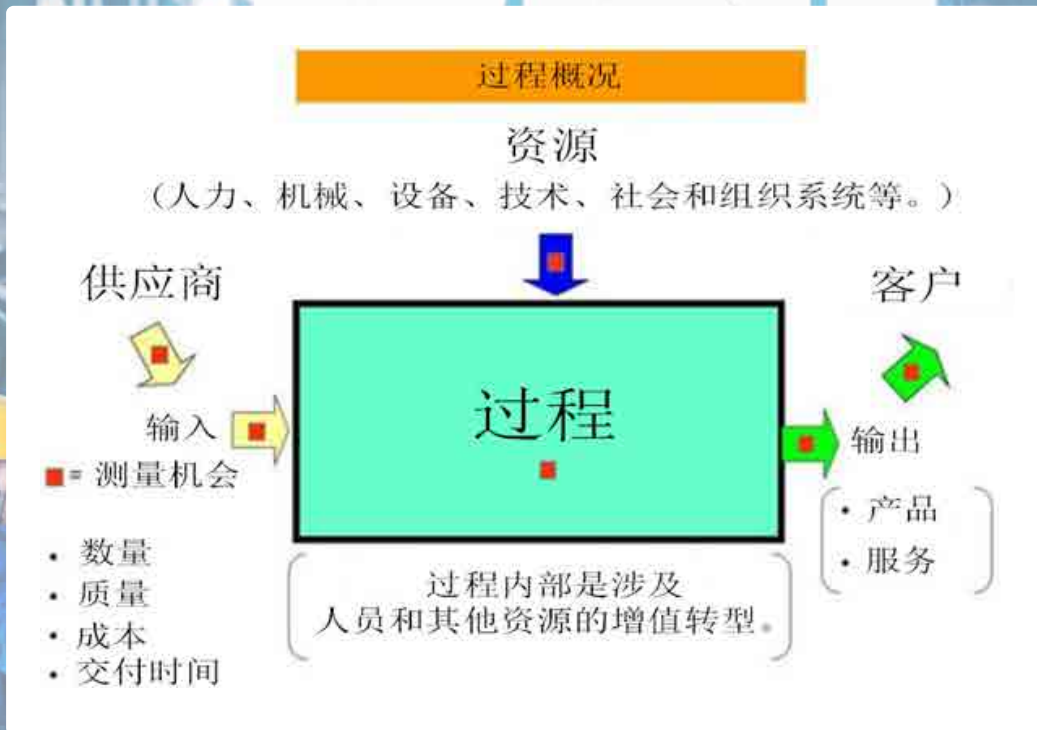 过程概况
资源
（人力、机械、设备、技术、社会和组织系统等。）
供应商
客户
输入
过程
输出
= 测量机会
• 数量
• 质量
• 成本
• 交付时间
过程内部是涉及
人员和其他资源的增值转型。
• 产品
• 服务